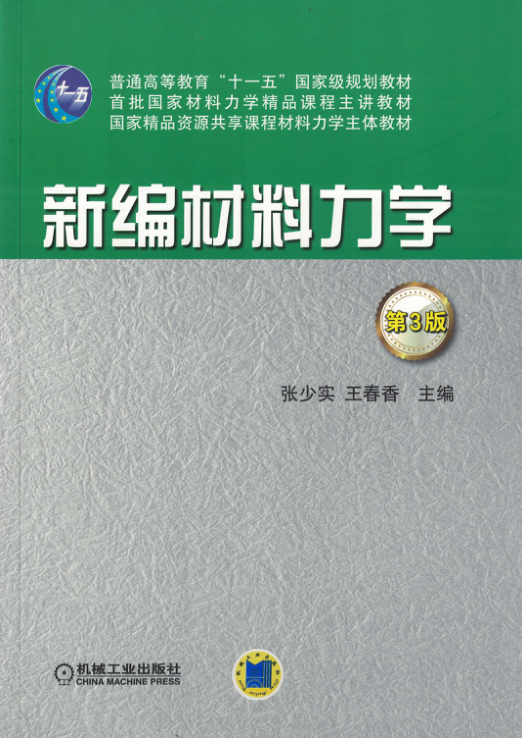 十一五
普通高等教育“十一五”国家级规划教材
首批国家材料力学精品课程主讲教材
国家精品资源共享课程材料力学主体教材
新编材料力学
第3版
张少实 王春香 主编
机械工业出版社
CHINA MACHINE PRESS